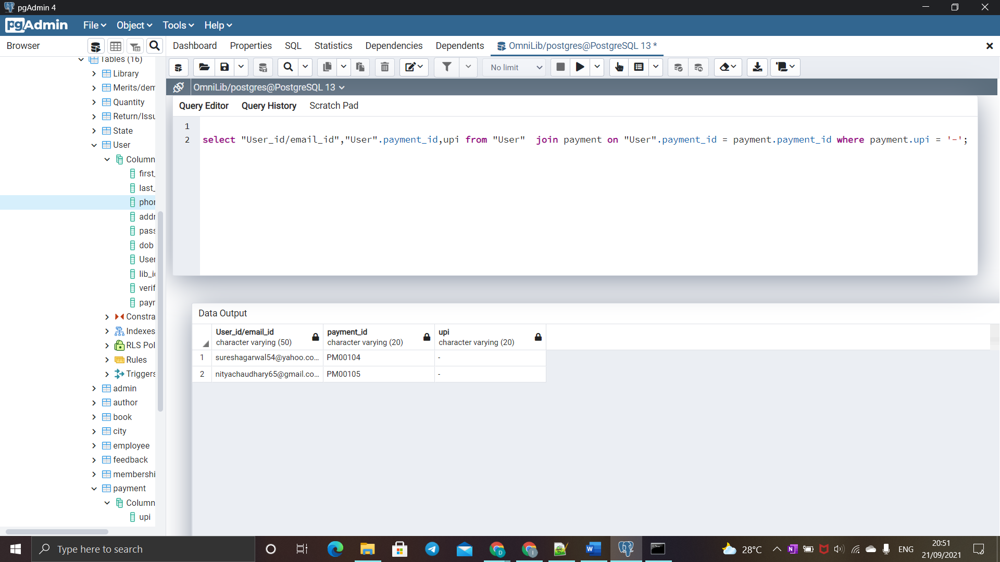 pgAdmin 4
pgAdmin File Object Tools Help
Browser
Dashboard Properties SQL Statistics Dependencies Dependents OmniLib/postgres@PostgreSQL 13 *
No limit
OmniLib/postgres@PostgreSQL 13
Tables (16)
Library
Merits/dem
Quantity
Return/Issu
State
User
Column
first_
last_
phon
addr
pass
dob
User
lib_id
verif
paym
Constra
Indexes
RLS Pol
Rules
Triggers
admin
author
book
city
employee
feedback
membershi
payment
Column
upi
Query Editor Query History Scratch Pad
1
2 select "User_id/email_id","User".payment_id,upi from "User"  join payment on "User".payment_id = payment.payment_id where payment.upi = '-';
Data Output
User_id/email_id payment_id upi
character varying (50) character varying (20) character varying (20)
1 sureshagarwal54@yahoo.co... PM00104 -
2 nityachaudhary65@gmail.co... PM00105 -
Type here to search
28°C
ENG
20:51
21/09/2021